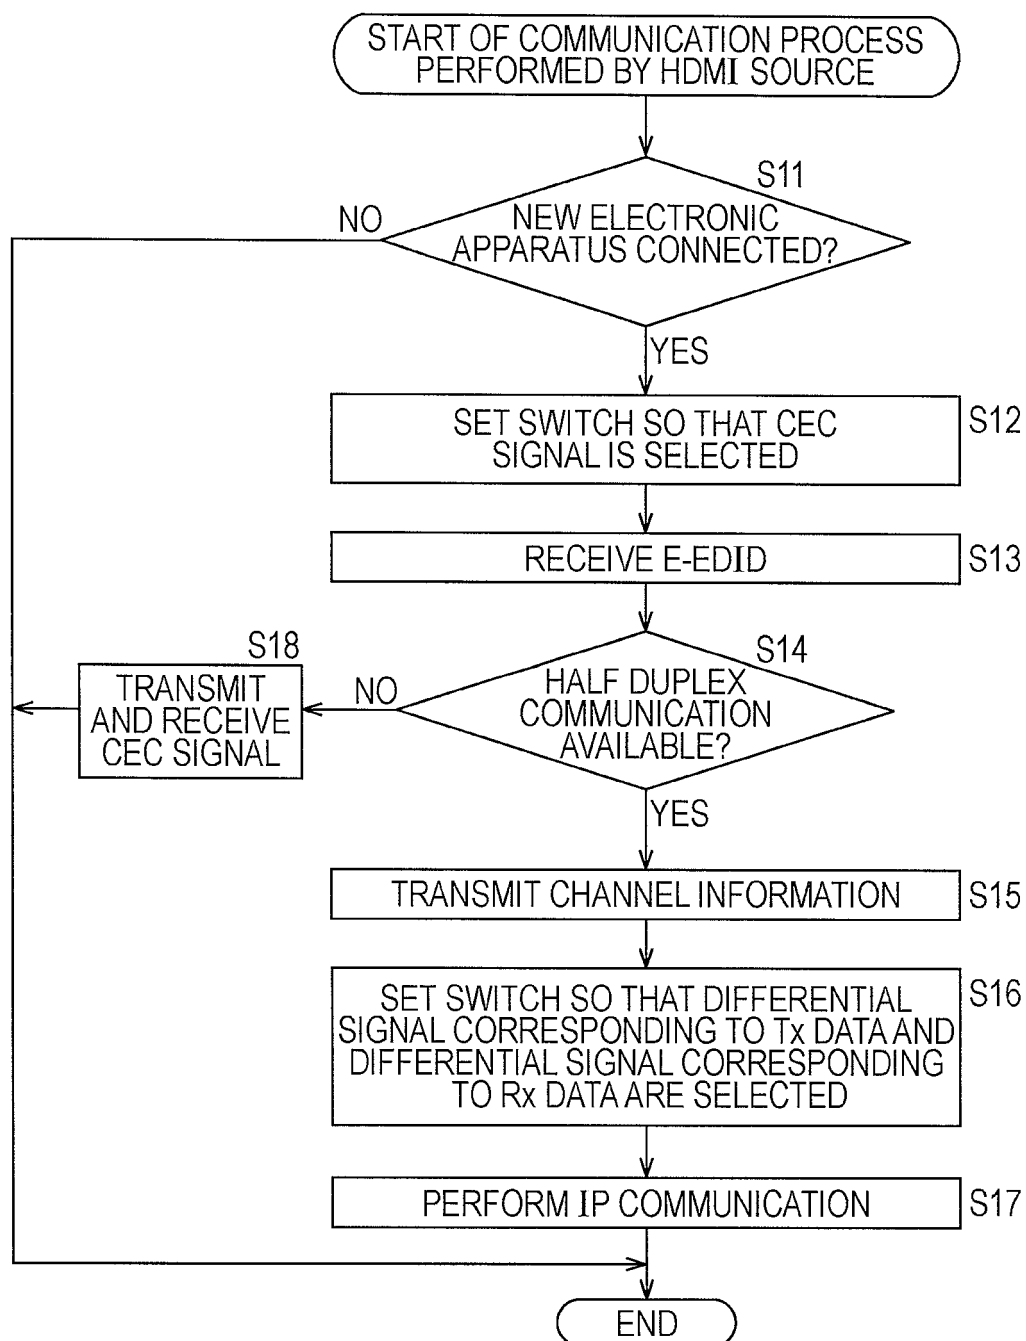 START OF COMMUNICATION PROCESS
PERFORMED BY HDMI SOURCE
S11
NO
NEW ELECTRONIC
APPARATUS CONNECTED?
YES
SET SWITCH SO THAT CEC
SIGNAL IS SELECTED
S12
RECEIVE E-EDID
S13
S14
HALF DUPLEX
COMMUNICATION
AVAILABLE?
NO
S18
TRANSMIT
AND RECEIVE
CEC SIGNAL
YES
TRANSMIT CHANNEL INFORMATION
S15
SET SWITCH SO THAT DIFFERENTIAL
SIGNAL CORRESPONDING TO Tx DATA AND
DIFFERENTIAL SIGNAL CORRESPONDING
TO Rx DATA ARE SELECTED
S16
PERFORM IP COMMUNICATION
S17
END